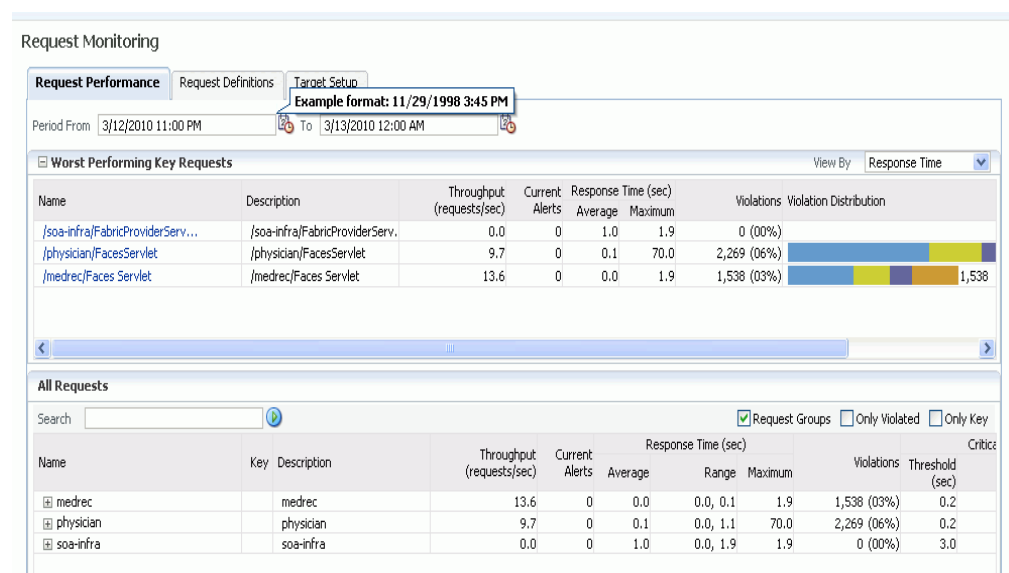 Request Monitoring
Request Performance Request Definitions Target Setup
Example format: 11/29/1998 3:45 PM
Period From 3/12/2010 11:00 PM To 3/13/2010 12:00 AM
Worst Performing Key Requests View By Response Time
Name Description Throughput (requests/sec) Current Alerts Response Time (sec) Average Maximum Violations Violation Distribution
/soa-infra/FabricProviderServ... /soa-infra/FabricProviderServ. 0.0 0 1.0 1.9 0 (00%)
/physician/FacesServlet /physician/FacesServlet 9.7 0 0.1 70.0 2,269 (06%)
/medrec/Faces Servlet /medrec/Faces Servlet 13.6 0 0.0 1.9 1,538 (03%) 1,538
All Requests
Search Request Groups Only Violated Only Key
Name Key Description Throughput (requests/sec) Current Alerts Response Time (sec) Average Range Maximum Violations Critica Threshold (sec)
medrec medrec 13.6 0 0.0 0.0, 0.1 1.9 1,538 (03%) 0.2
physician physician 9.7 0 0.1 0.0, 1.1 70.0 2,269 (06%) 0.2
soa-infra soa-infra 0.0 0 1.0 0.0, 1.9 1.9 0 (00%) 3.0